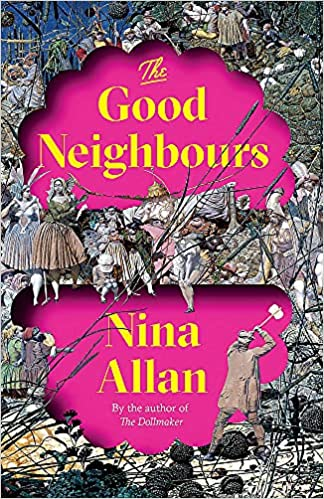 The
Good
Neighbours
Nina
Allan
By the author of
The Dollmaker